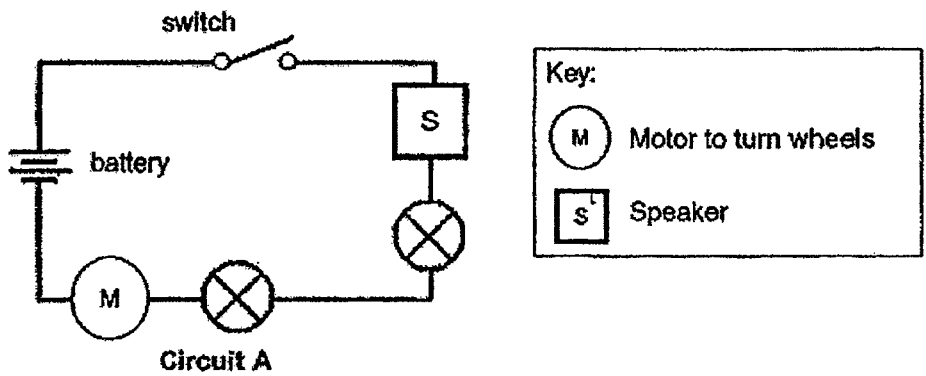 switch
S
battery
M
Circuit A
Key:
M Motor to turn wheels
S Speaker